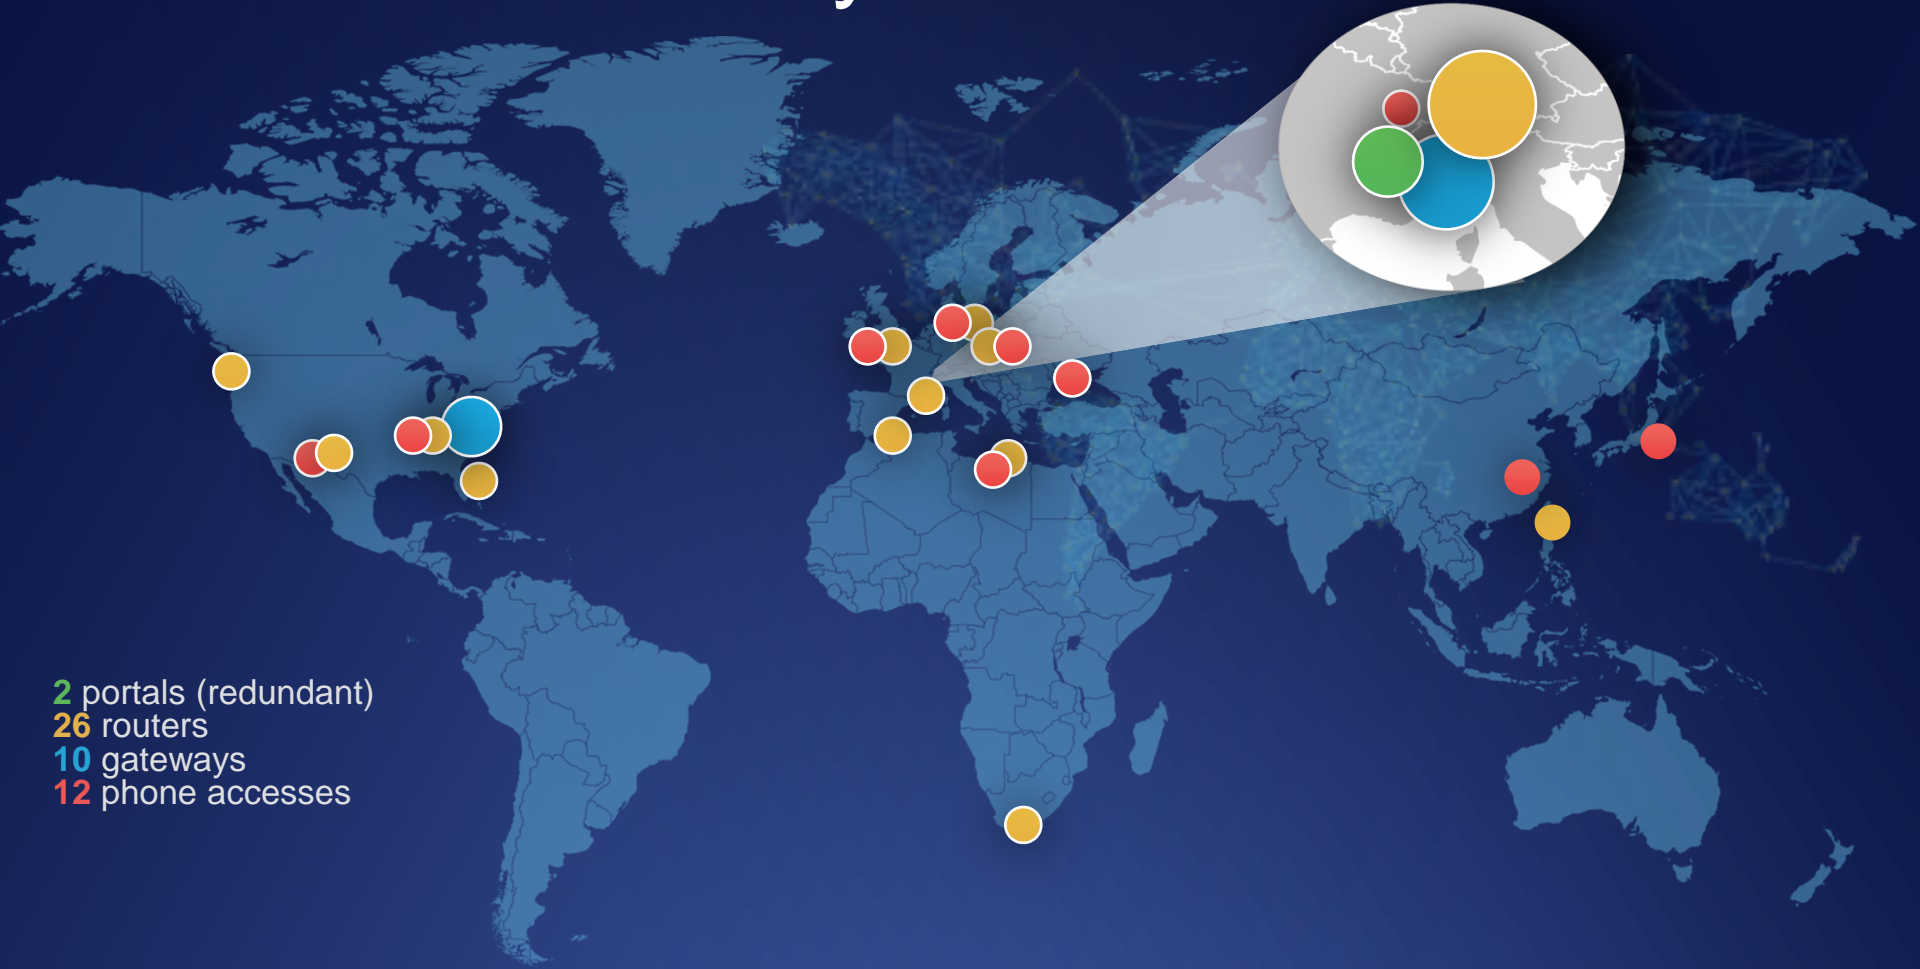 2 portals (redundant)
26 routers
10 gateways
12 phone accesses